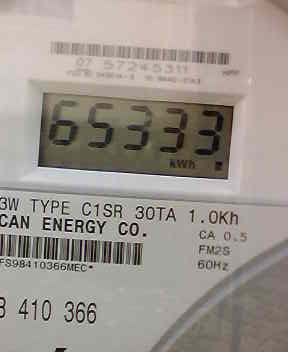 07 57245311
65333
kWh
3W TYPE C1SR 30TA 1.0Kh
CAN ENERGY CO.
CA 0.5
FM2S
60Hz
FS98410366MEC*
410 366